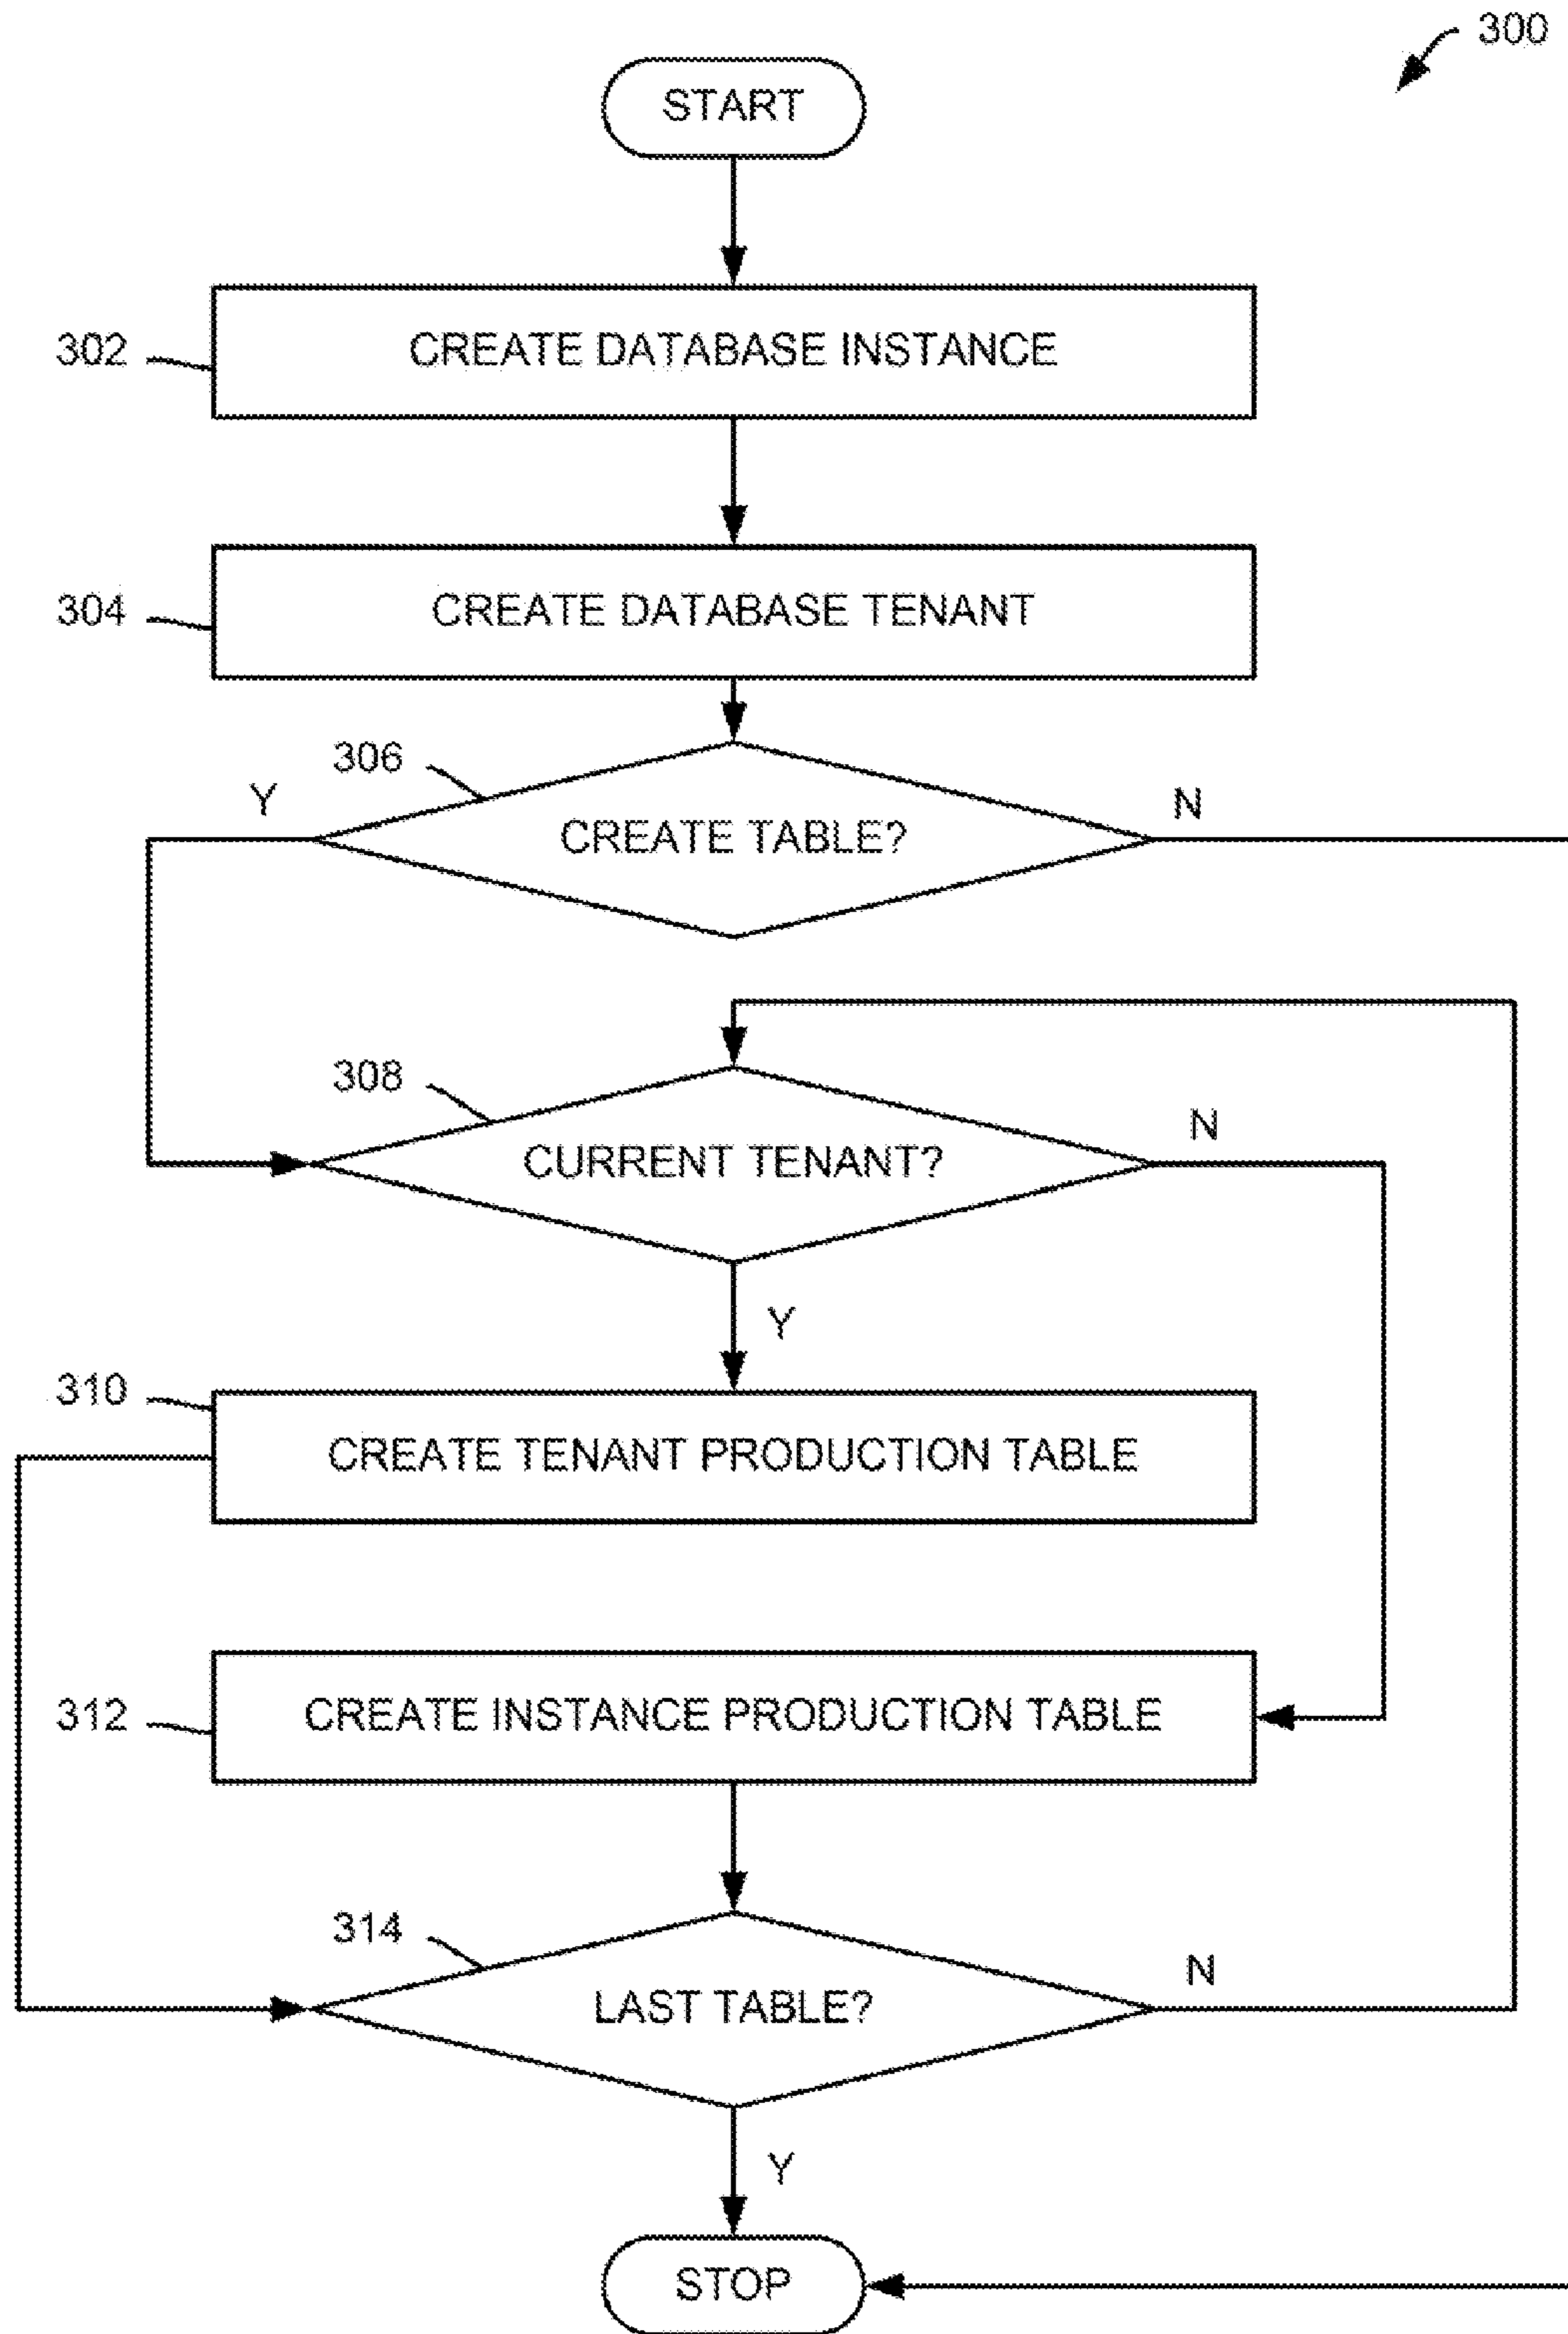 300
START
302
CREATE DATABASE INSTANCE
304
CREATE DATABASE TENANT
306
Y
N
CREATE TABLE?
308
N
CURRENT TENANT?
Y
310
CREATE TENANT PRODUCTION TABLE
312
CREATE INSTANCE PRODUCTION TABLE
314
N
LAST TABLE?
Y
STOP